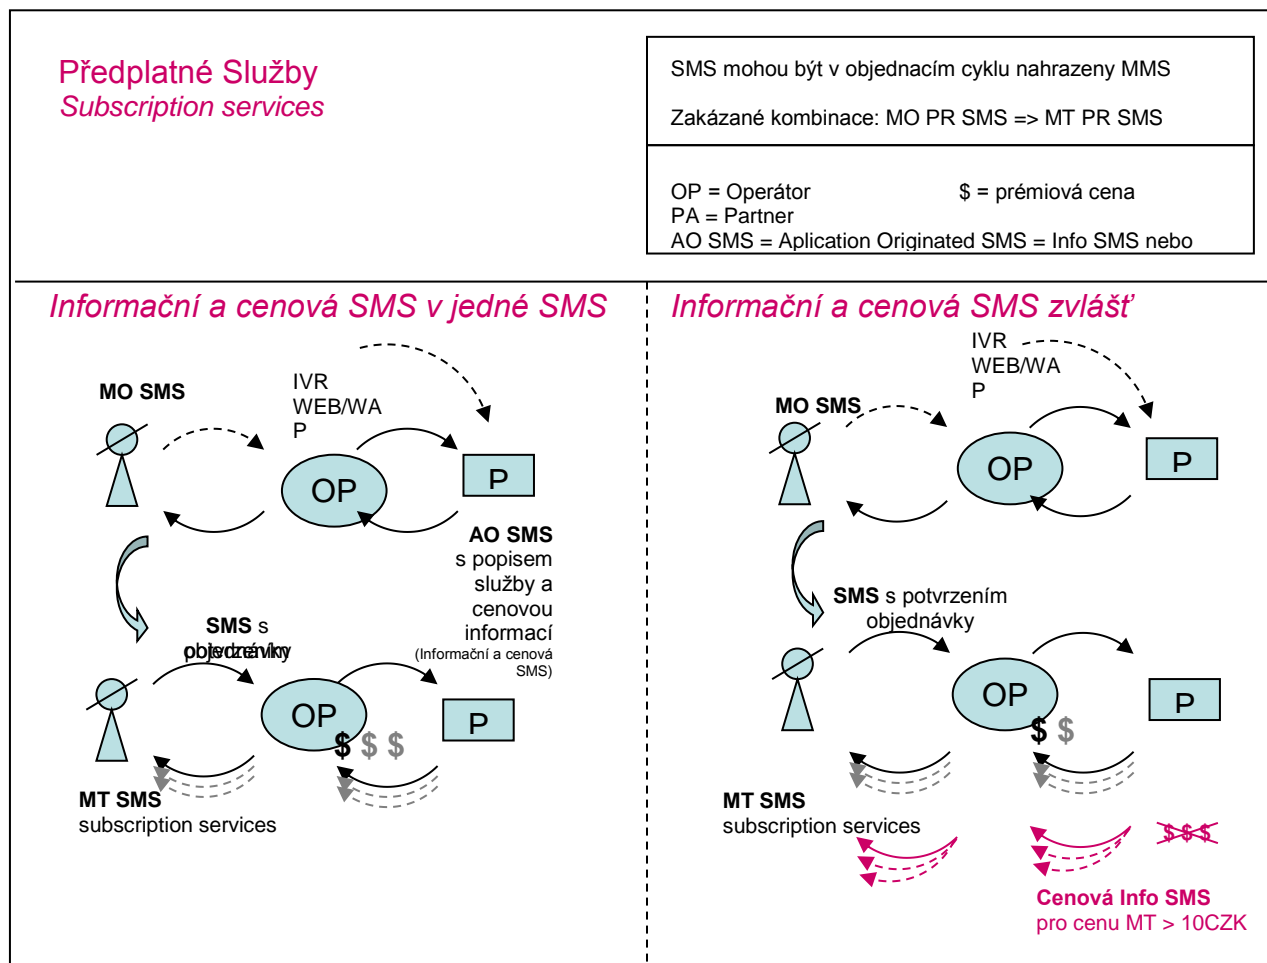 Předplatné Služby
Subscription services
SMS mohou být v objednacím cyklu nahrazeny MMS
Zakázané kombinace: MO PR SMS => MT PR SMS
OP = Operátor $ = prémiová cena
PA = Partner
AO SMS = Aplication Originated SMS = Info SMS nebo
Informační a cenová SMS v jedné SMS
MO SMS
IVR
WEB/WA
P
OP
P
AO SMS
s popisem
služby a
cenovou
informací
(Informační a cenová
SMS)
SMS s
OP
P
$ $ $
MT SMS
subscription services
Informační a cenová SMS zvlášť
IVR
WEB/WA
P
MO SMS
OP
P
SMS s potvrzením
objednávky
OP
P
$ $
MT SMS
subscription services
$$$
Cenová Info SMS
pro cenu MT > 10CZK